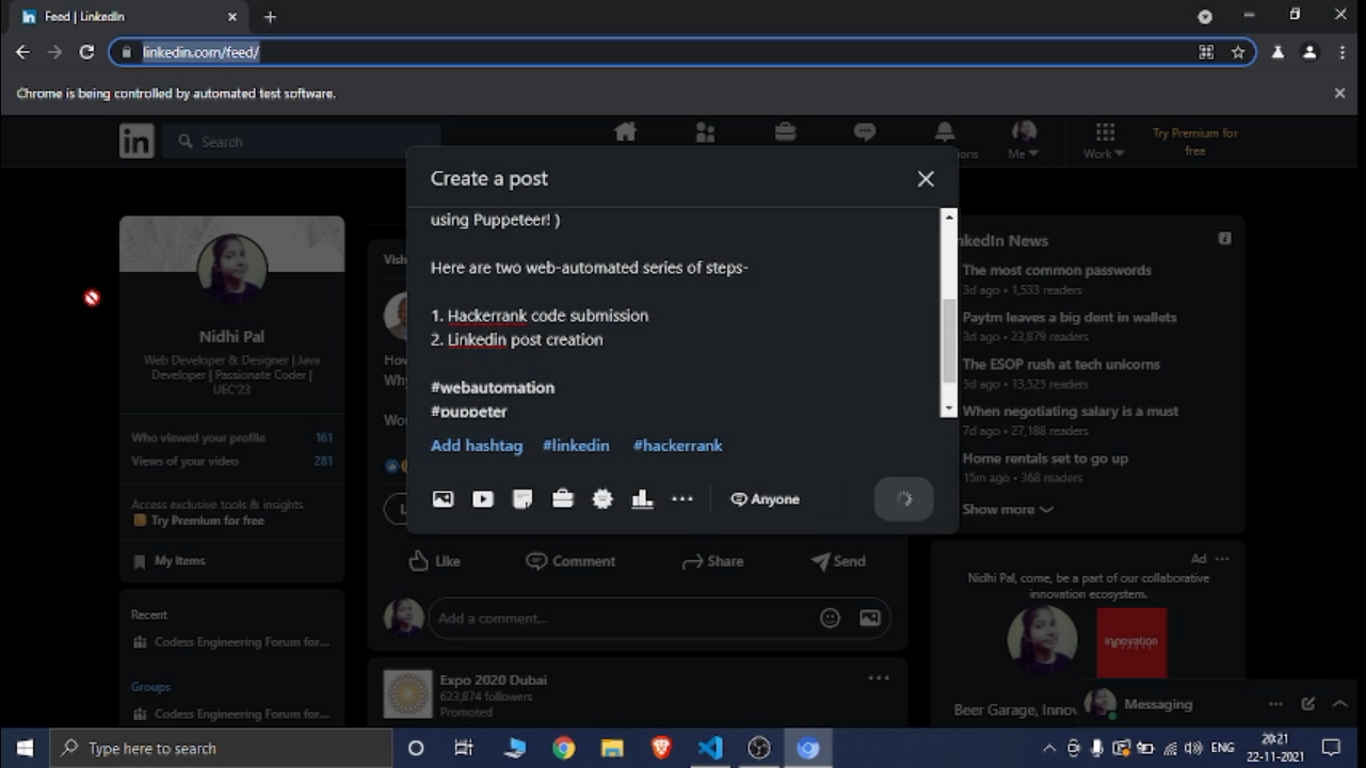 Feed | LinkedIn
linkedin.com/feed/
Chrome is being controlled by automated test software.
in
Search
ions
Me
Work
Try Premium for
free
Create a post
using Puppeteer! )
Here are two web-automated series of steps-
1. Hackerrank code submission
2. Linkedin post creation
#webautomation
#puppeter
Add hashtag #linkedin #hackerrank
Anyone
Nidhi Pal
Web Developer & Designer | Java
Developer | Passionate Coder |
UEC'23
Who viewed your profile 161
Views of your video 281
Access exclusive tools & insights
Try Premium for free
My items
Recent
Codess Engineering Forum for...
Groups
Codess Engineering Forum for...
Vish
How
Why
Wor
L
Like Comment Share Send
Add a comment...
Expo 2020 Dubai
623,874 followers
Promoted
nkedIn News
The most common passwords
3d ago • 1,533 readers
Paytm leaves a big dent in wallets
3d ago • 23,879 readers
The ESOP rush at tech unicorns
5d ago • 13,525 readers
When negotiating salary is a must
7d ago • 27,188 readers
Home rentals set to go up
15m ago • 368 readers
Show more
Ad
Nidhi Pal, come, be a part of our collaborative
innovation ecosystem.
innovation
Beer Garage, Innov
Messaging
Type here to search
ENG
20:21
22-11-2021